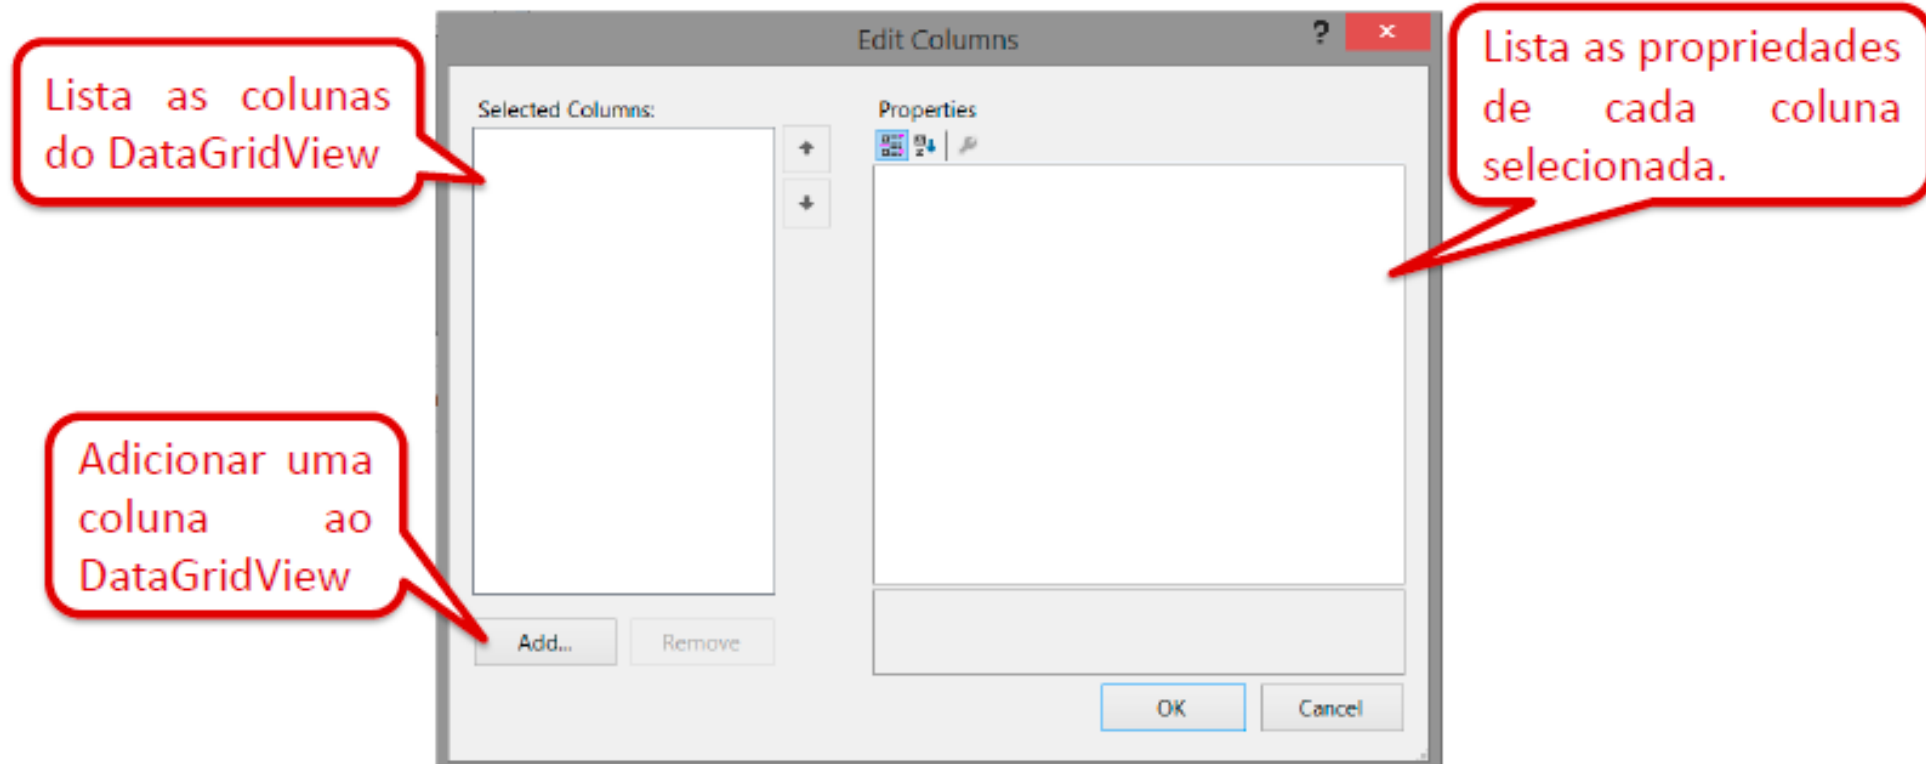 Edit Columns
?
Lista as colunas
do DataGridView
Lista as propriedades
de cada coluna
selecionada.
Selected Columns:
Properties
Adicionar uma
coluna ao
DataGridView
Add...
Remove
OK
Cancel